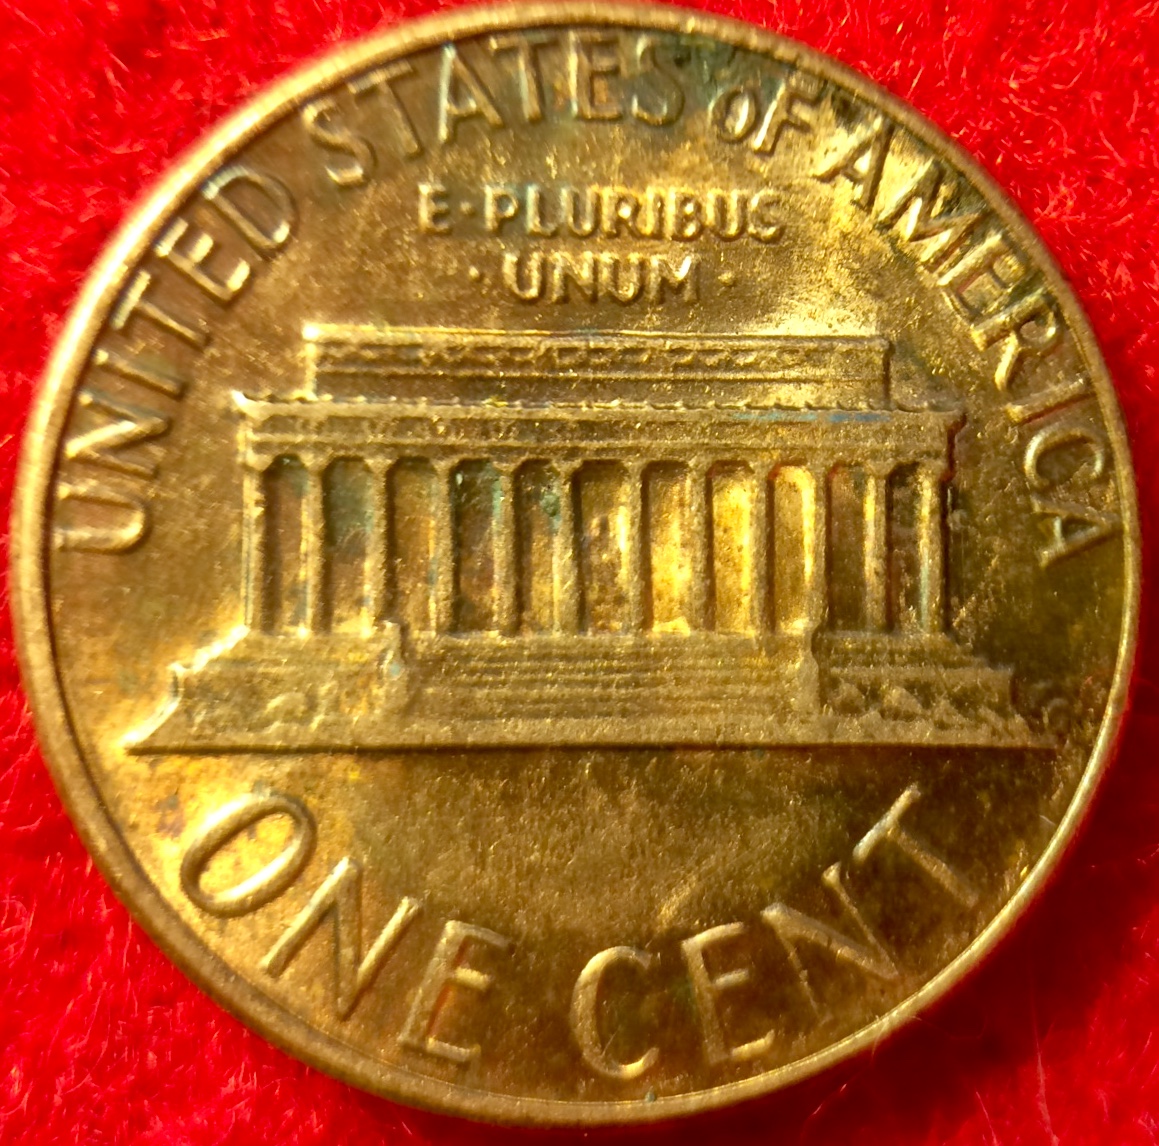 UNITED STATES OF AMERICA
E·PLURIBUS
·UNUM·
ONE CENT